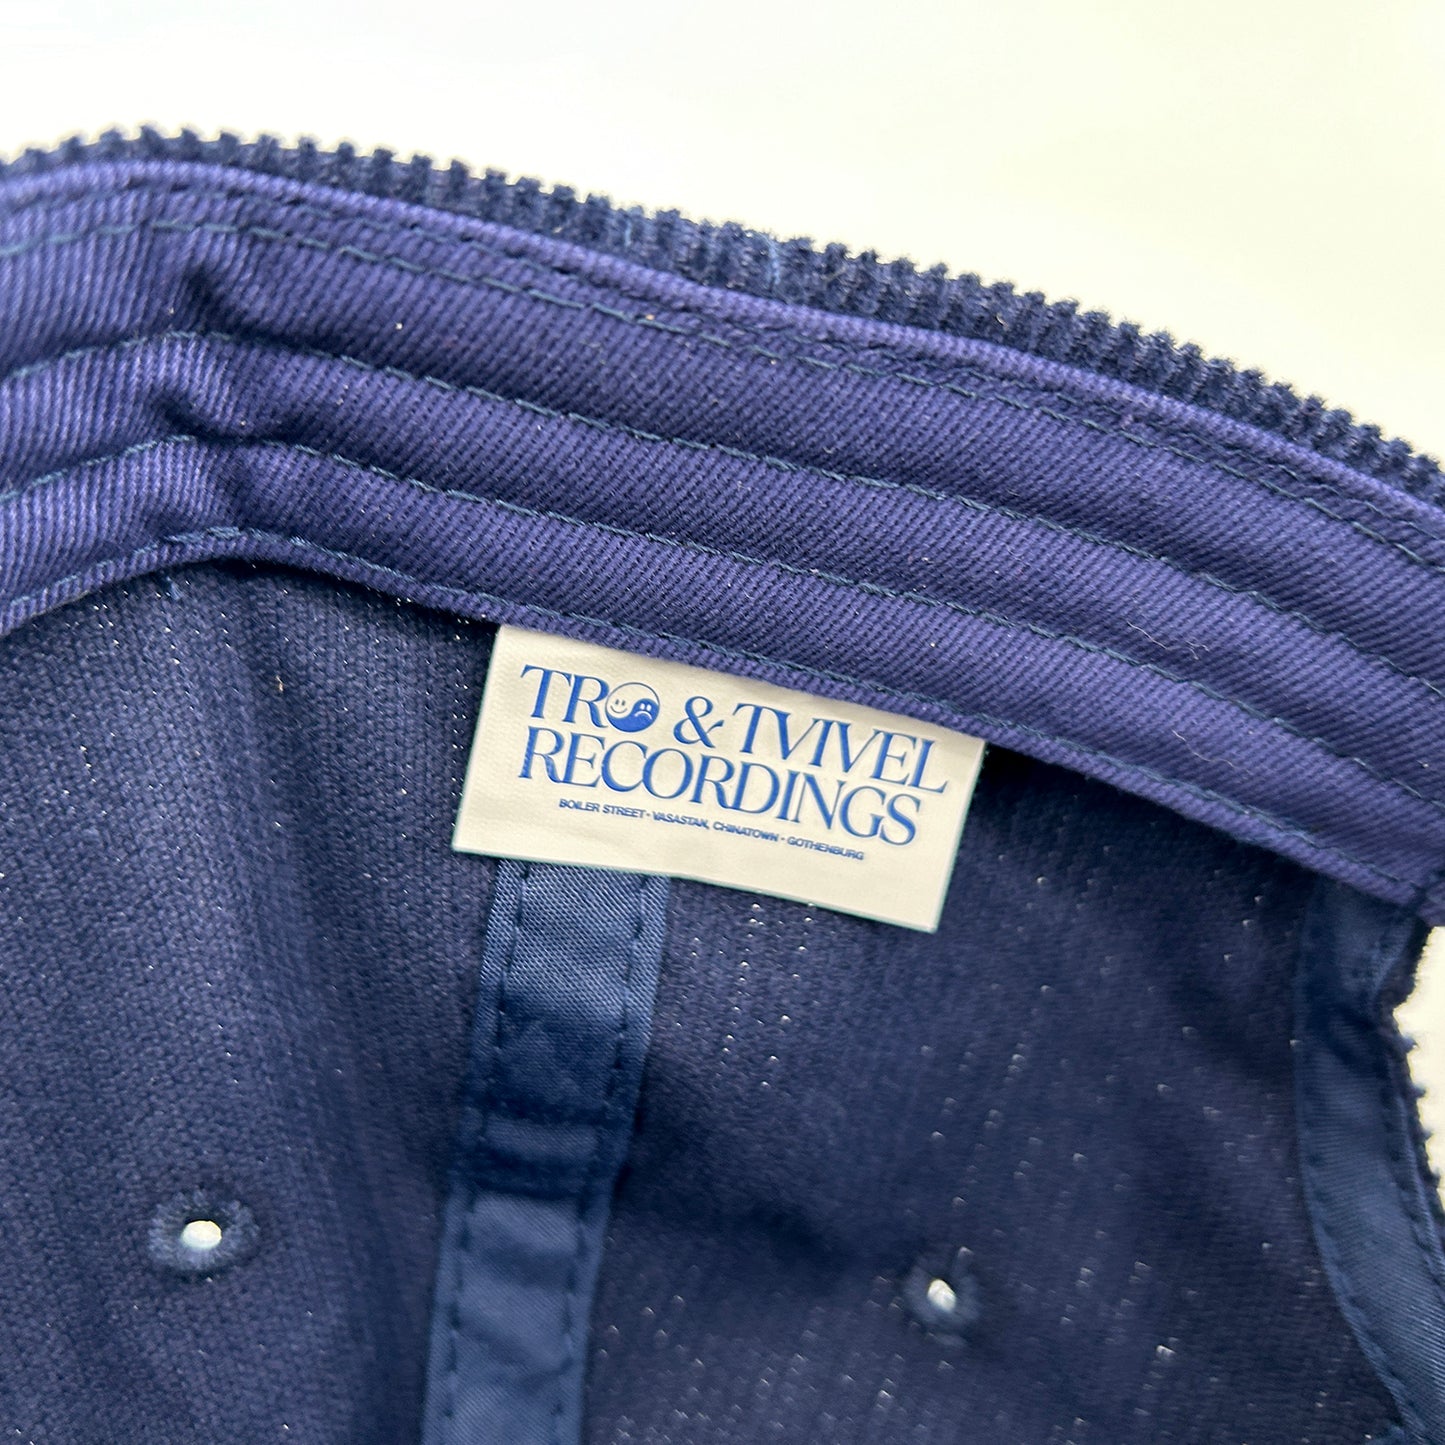 TRO & TVIVEL
RECORDINGS
BOILER STREET - VASASTAN, CHINATOWN - GOTHENBURG